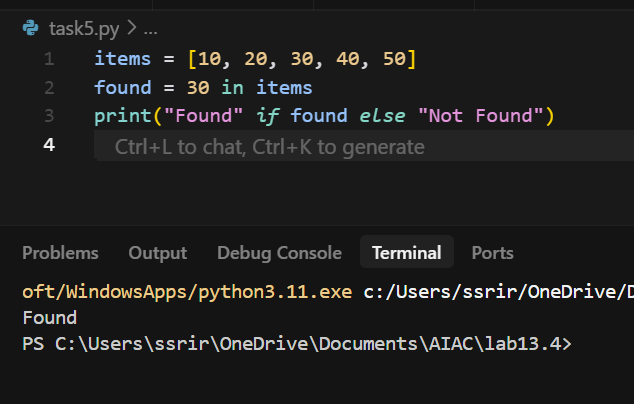 task5.py > ...
1 items = [10, 20, 30, 40, 50]
2 found = 30 in items
3 print("Found" if found else "Not Found")
4 Ctrl+L to chat, Ctrl+K to generate
Problems Output Debug Console Terminal Ports
oft/WindowsApps/python3.11.exe c:/Users/ssrir/OneDrive/D
Found
PS C:\Users\ssrir\OneDrive\Documents\AIAC\lab13.4>